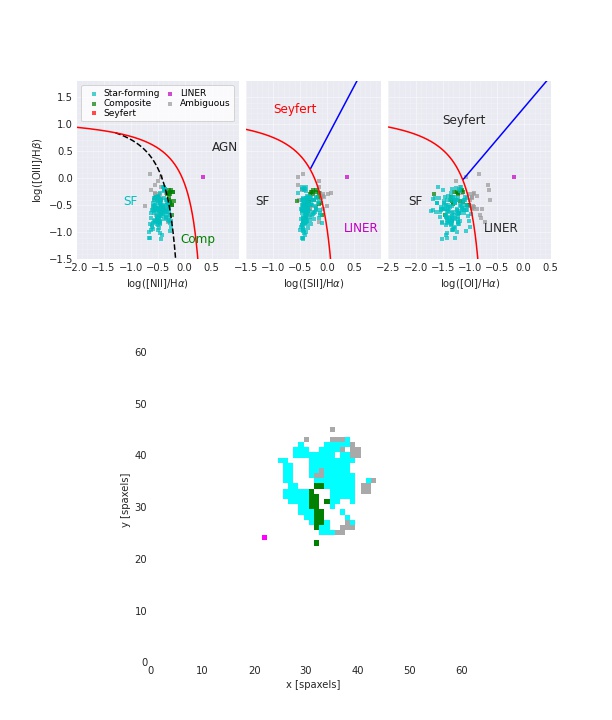 Star-forming
Composite
Seyfert
LINER
Ambiguous
AGN
SF
Comp
1.5
1.0
0.5
0.0
−0.5
−1.0
−1.5
log([OIII]/Hβ)
−2.0 −1.5 −1.0 −0.5 0.0 0.5
log([NII]/Hα)
Seyfert
SF
LINER
−1.5 −1.0 −0.5 0.0 0.5
log([SII]/Hα)
Seyfert
SF
LINER
−2.5 −2.0 −1.5 −1.0 −0.5 0.0 0.5
log([OI]/Hα)
60
50
40
30
20
10
0
y [spaxels]
0 10 20 30 40 50 60
x [spaxels]